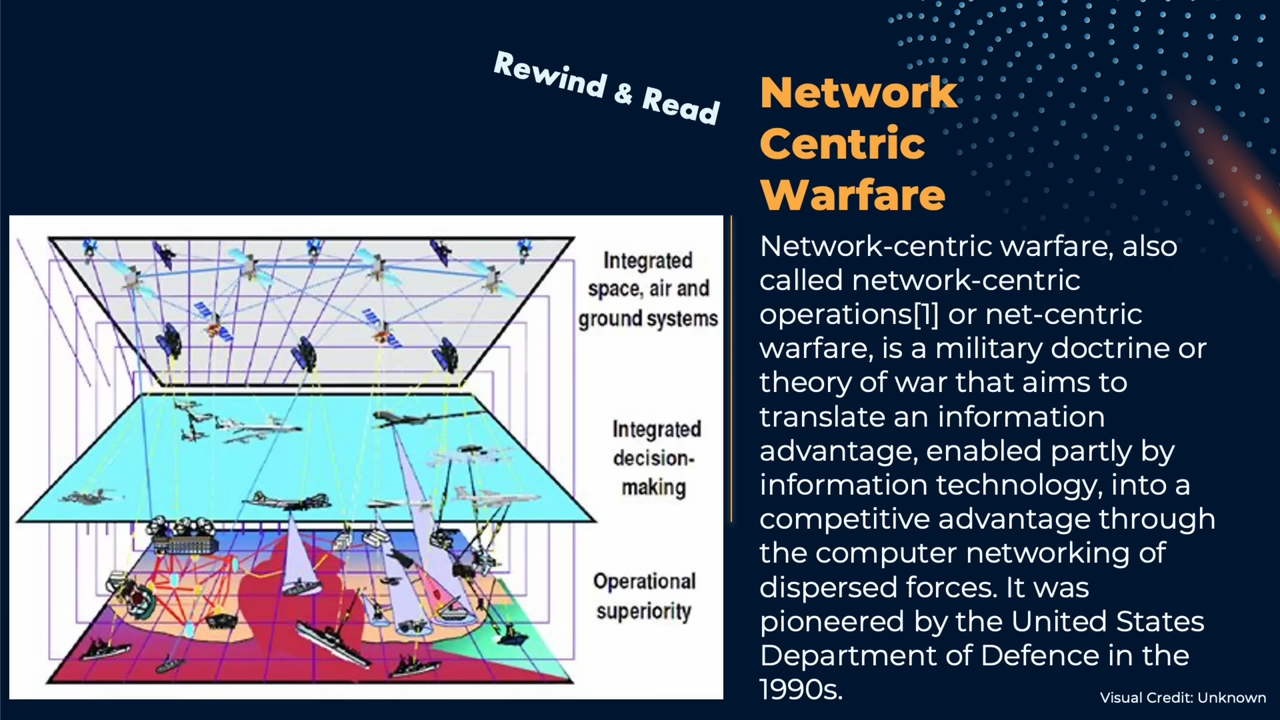 Rewind & Read
Network
Centric
Warfare
Integrated
space, air and
ground systems
Integrated
decision-
making
Operational
superiority
Network-centric warfare, also
called network-centric
operations[1] or net-centric
warfare, is a military doctrine or
theory of war that aims to
translate an information
advantage, enabled partly by
information technology, into a
competitive advantage through
the computer networking of
dispersed forces. It was
pioneered by the United States
Department of Defence in the
1990s.
Visual Credit: Unknown